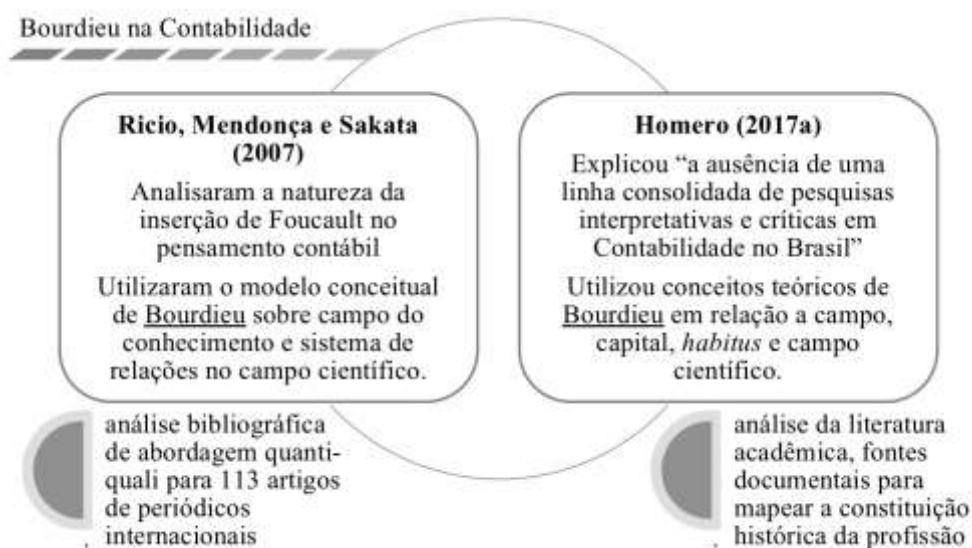 Bourdieu na Contabilidade
Ricio, Mendonça e Sakata
(2007)
Analisaram a natureza da
inserção de Foucault no
pensamento contábil
Utilizaram o modelo conceitual
de Bourdieu sobre campo do
conhecimento e sistema de
relações no campo científico.
análise bibliográfica
de abordagem quanti-
quali para 113 artigos
de periódicos
internacionais
Homero (2017a)
Explicou “a ausência de uma
linha consolidada de pesquisas
interpretativas e críticas em
Contabilidade no Brasil”
Utilizou conceitos teóricos de
Bourdieu em relação a campo,
capital, habitus e campo
científico.
análise da literatura
acadêmica, fontes
documentais para
mapear a constituição
histórica da profissão